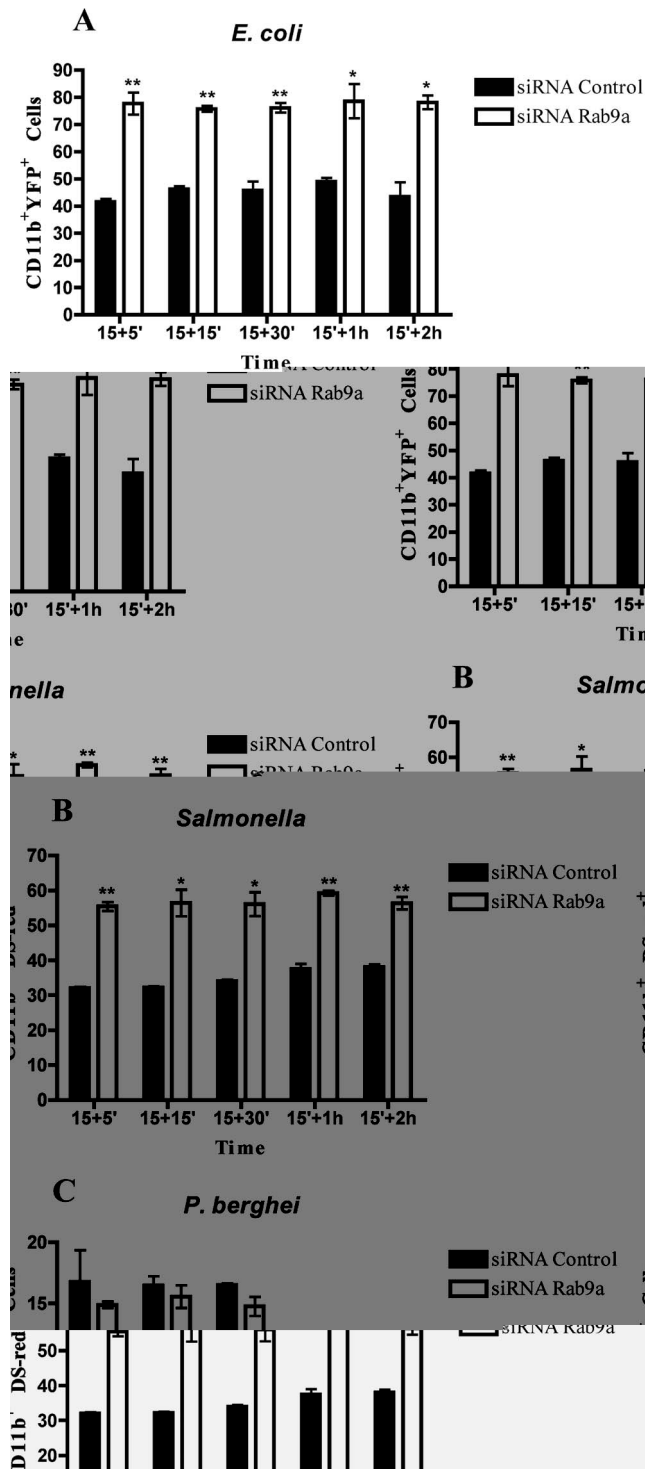 A
E. coli
90
80
70
60
50
40
30
20
10
0
CD11b+YFP+ Cells
** ** ** * *
siRNA Control
siRNA Rab9a
15+5' 15+15' 15+30' 15'+1h 15'+2h
Time
siRNA Rab9a
80
70
60
50
40
30
20
10
0
CD11b+YFP+ Cells
**
15'+1h 15'+2h
15+5' 15+15'
B
70
60
siRNA Control
* ** **
** *
B
Salmonella
70
60
50
40
30
20
10
0
** * * ** **
siRNA Control
siRNA Rab9a
15+5' 15+15' 15+30' 15'+1h 15'+2h
Time
C
P. berghei
20
15
Cells
siRNA Control
siRNA Rab9a
siRNA Rab9a
50
40
30
20
DS-red